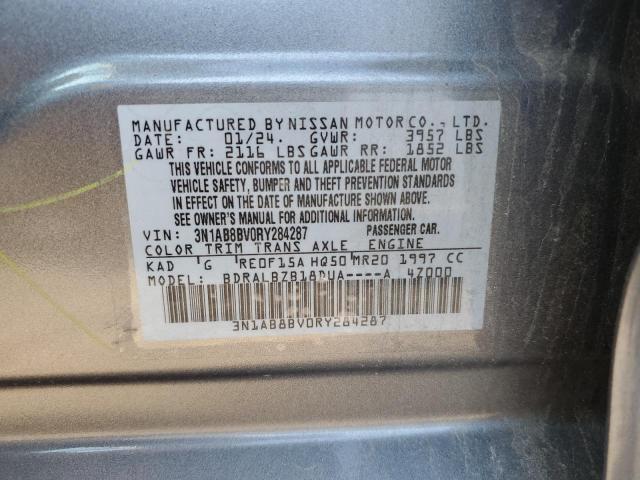 MANUFACTURED BY NISSAN MOTOR CO., LTD.
DATE: 01/24. GVWR: 3957 LBS
GAWR FR: 2116 LBS GAWR RR: 1852 LBS
THIS VEHICLE CONFORMS TO ALL APPLICABLE FEDERAL MOTOR
VEHICLE SAFETY, BUMPER AND THEFT PREVENTION STANDARDS
IN EFFECT ON THE DATE OF MANUFACTURE SHOWN ABOVE.
SEE OWNER'S MANUAL FOR ADDITIONAL INFORMATION.
VIN: 3N1AB8BV0RY284287 PASSENGER CAR.
COLOR TRIM TRANS AXLE ENGINE
KAD G RE0F15A HQ50 MR20 1997 CC
MODEL: BDRALBZB18DUA----A 4Z000
3N1AB8BV0RY284287